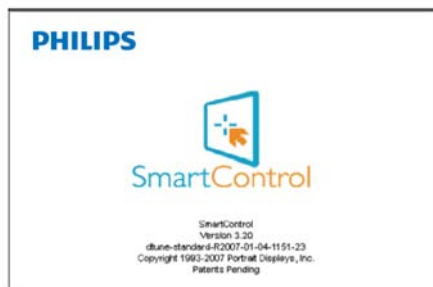 PHILIPS
SmartControl
SmartControl
Version 3.20
dtune-standard-R2007-01-04-1151-23
Copyright 1993-2007 Portrait Displays, Inc.
Patents Pending